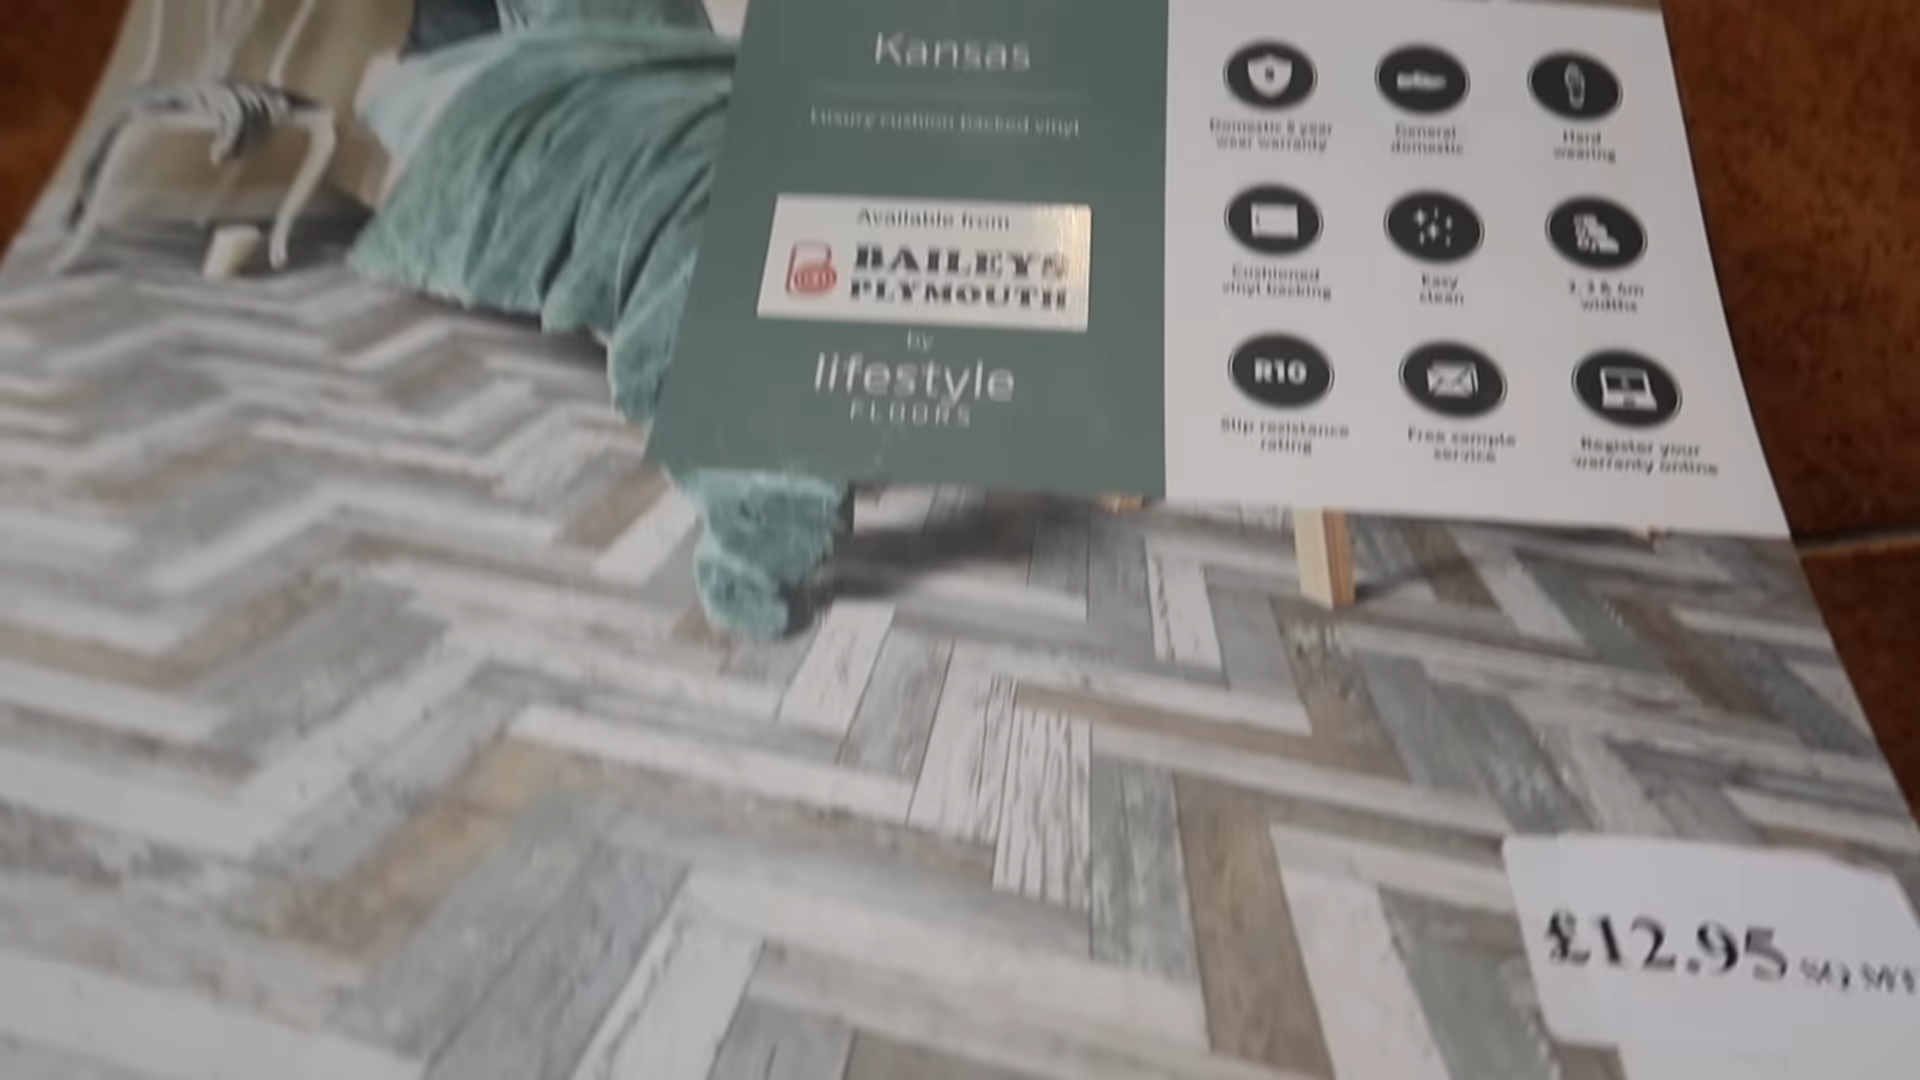 Kansas
Luxury cushion backed vinyl
Available from
BAILEYS
PLYMOUTH
by
lifestyle
FLOORS
Domestic 5 year
wear warranty
General
domestic
Hard
wearing
Cushioned
vinyl backing
Easy
clean
widths
R10
Slip resistance
rating
Free sample
service
Register your
warranty online
£12.95